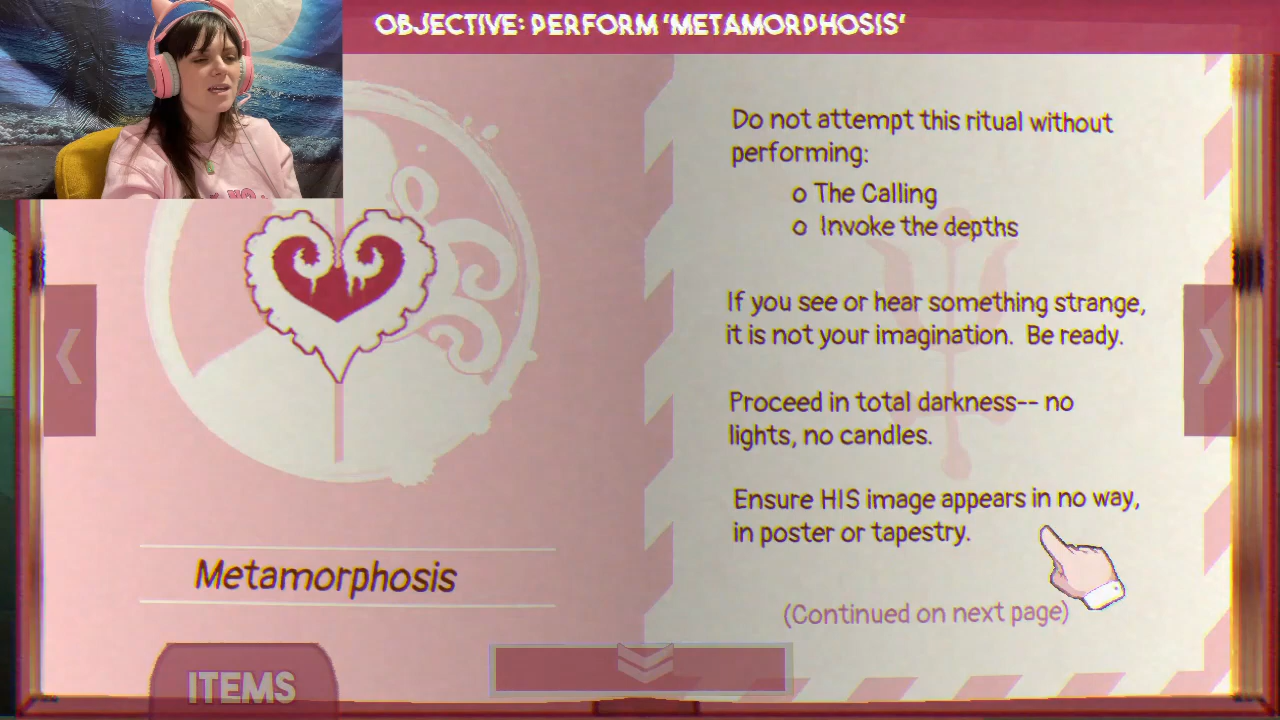 OBJECTIVE: PERFORM 'METAMORPHOSIS'
Do not attempt this ritual without
performing:
o The Calling
o Invoke the depths
If you see or hear something strange,
it is not your imagination. Be ready.
Proceed in total darkness-- no
lights, no candles.
Ensure HIS image appears in no way,
in poster or tapestry.
(Continued on next page)
Metamorphosis
ITEMS